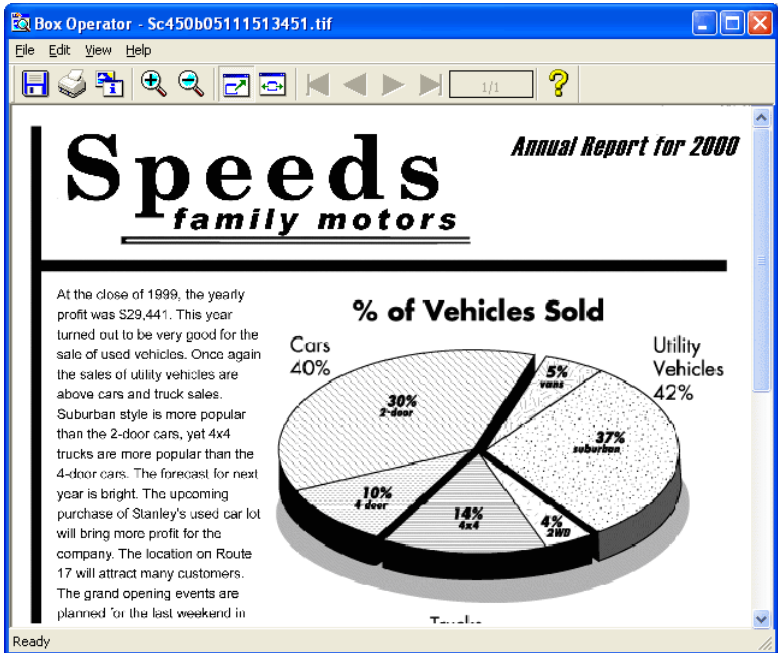 Box Operator - Sc450b05111513451.tif
File Edit View Help
1/1
Annual Report for 2000
Speeds
family motors
At the close of 1999, the yearly
profit was $29,441. This year
turned out to be very good for the
sale of used vehicles. Once again
the sales of utility vehicles are
above cars and truck sales.
Suburban style is more popular
than the 2-door cars, yet 4x4
trucks are more popular than the
4-door cars. The forecast for next
year is bright. The upcoming
purchase of Stanley's used car lot
will bring more profit for the
company. The location on Route
17 will attract many customers.
The grand opening events are
planned for the last weekend in
% of Vehicles Sold
Cars
40%
Utility
Vehicles
42%
5%
vans
30%
2-door
37%
suburban
10%
4 door
14%
4x4
4%
2WD
Ready